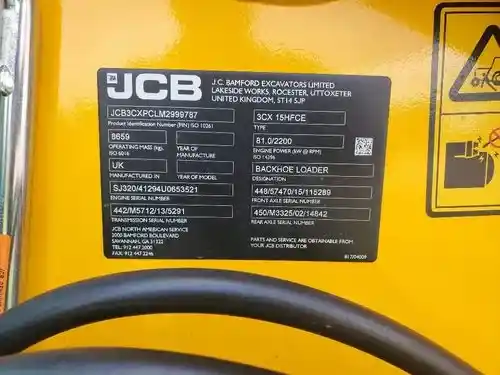 JCB
J.C. BAMFORD EXCAVATORS LIMITED
LAKESIDE WORKS, ROCESTER, UTTOXETER
UNITED KINGDOM, ST14 5JP
JCB3CXPCLM2999787
Product Identification Number (PIN) ISO 10261
8659
OPERATING MASS (kg)
ISO 6016
YEAR OF
MANUFACTURE
UK
MANUFACTURED IN
YEAR OF MODEL
SJ320/41294U0653521
ENGINE SERIAL NUMBER
442/M5712/13/5291
TRANSMISSION SERIAL NUMBER
JCB NORTH AMERICAN SERVICE
2000 BAMFORD BOULEVARD
SAVANNAH, GA 31322
TEL: 912 447 2000
FAX: 912 447 2246
3CX 15HFCE
TYPE
81.0/2200
ENGINE POWER (kW @ RPM)
ISO 14396
BACKHOE LOADER
DESIGNATION
448/57470/15/115289
FRONT AXLE SERIAL NUMBER
450/M3325/02/14842
REAR AXLE SERIAL NUMBER
PARTS AND SERVICE ARE AVAILABLE FROM
YOUR JCB DISTRIBUTOR
817/04009